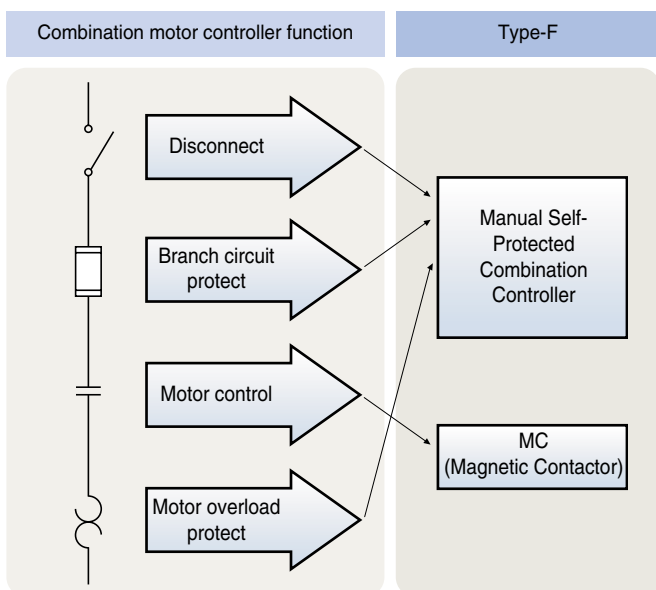 Combination motor controller function
Type-F
Disconnect
Branch circuit
protect
Motor control
Motor overload
protect
Manual Self-
Protected
Combination
Controller
MC
(Magnetic Contactor)